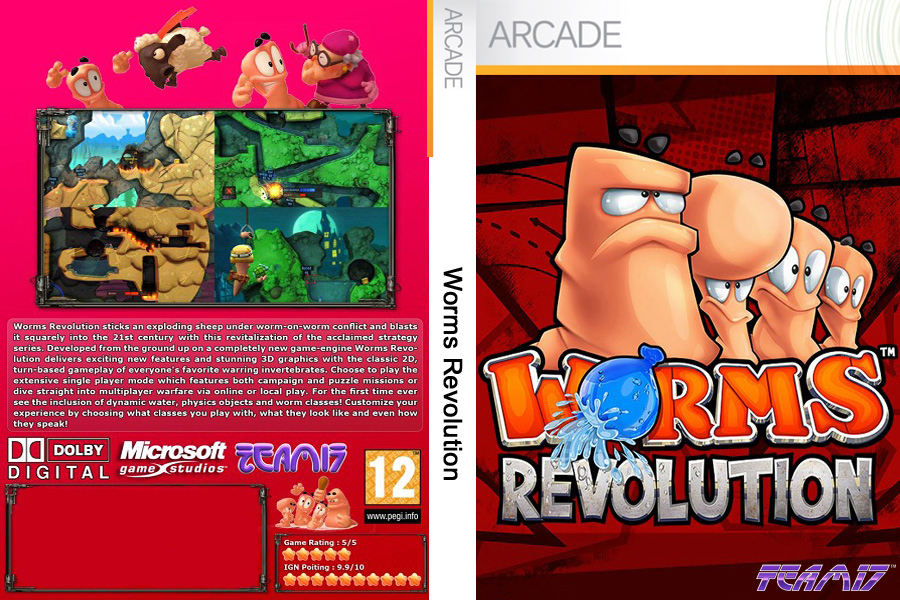 Worms Revolution sticks an exploding sheep under worm-on-worm conflict and blasts
it squarely into the 21st century with this revitalization of the acclaimed strategy
series. Developed from the ground up on a completely new game-engine Worms Revo-
lution delivers exciting new features and stunning 3D graphics with the classic 2D,
turn-based gameplay of everyone's favorite warring invertebrates. Choose to play the
extensive single player mode which features both campaign and puzzle missions or
dive straight into multplayer warfare via online or local play. For the first time ever
see the inclusion of dynamic water, physics objects and worm classes! Customize your
experience by choosing what classes you play with, what they look like and even how
they speak!
DOLBY
DIGITAL
Microsoft
game studios™
TEAM17
12
www.pegi.info
Game Rating : 5/5
IGN Poiting : 9.9/10
ARCADE
Worms Revolution
ARCADE
WORMS™
REVOLUTION
TEAM17™